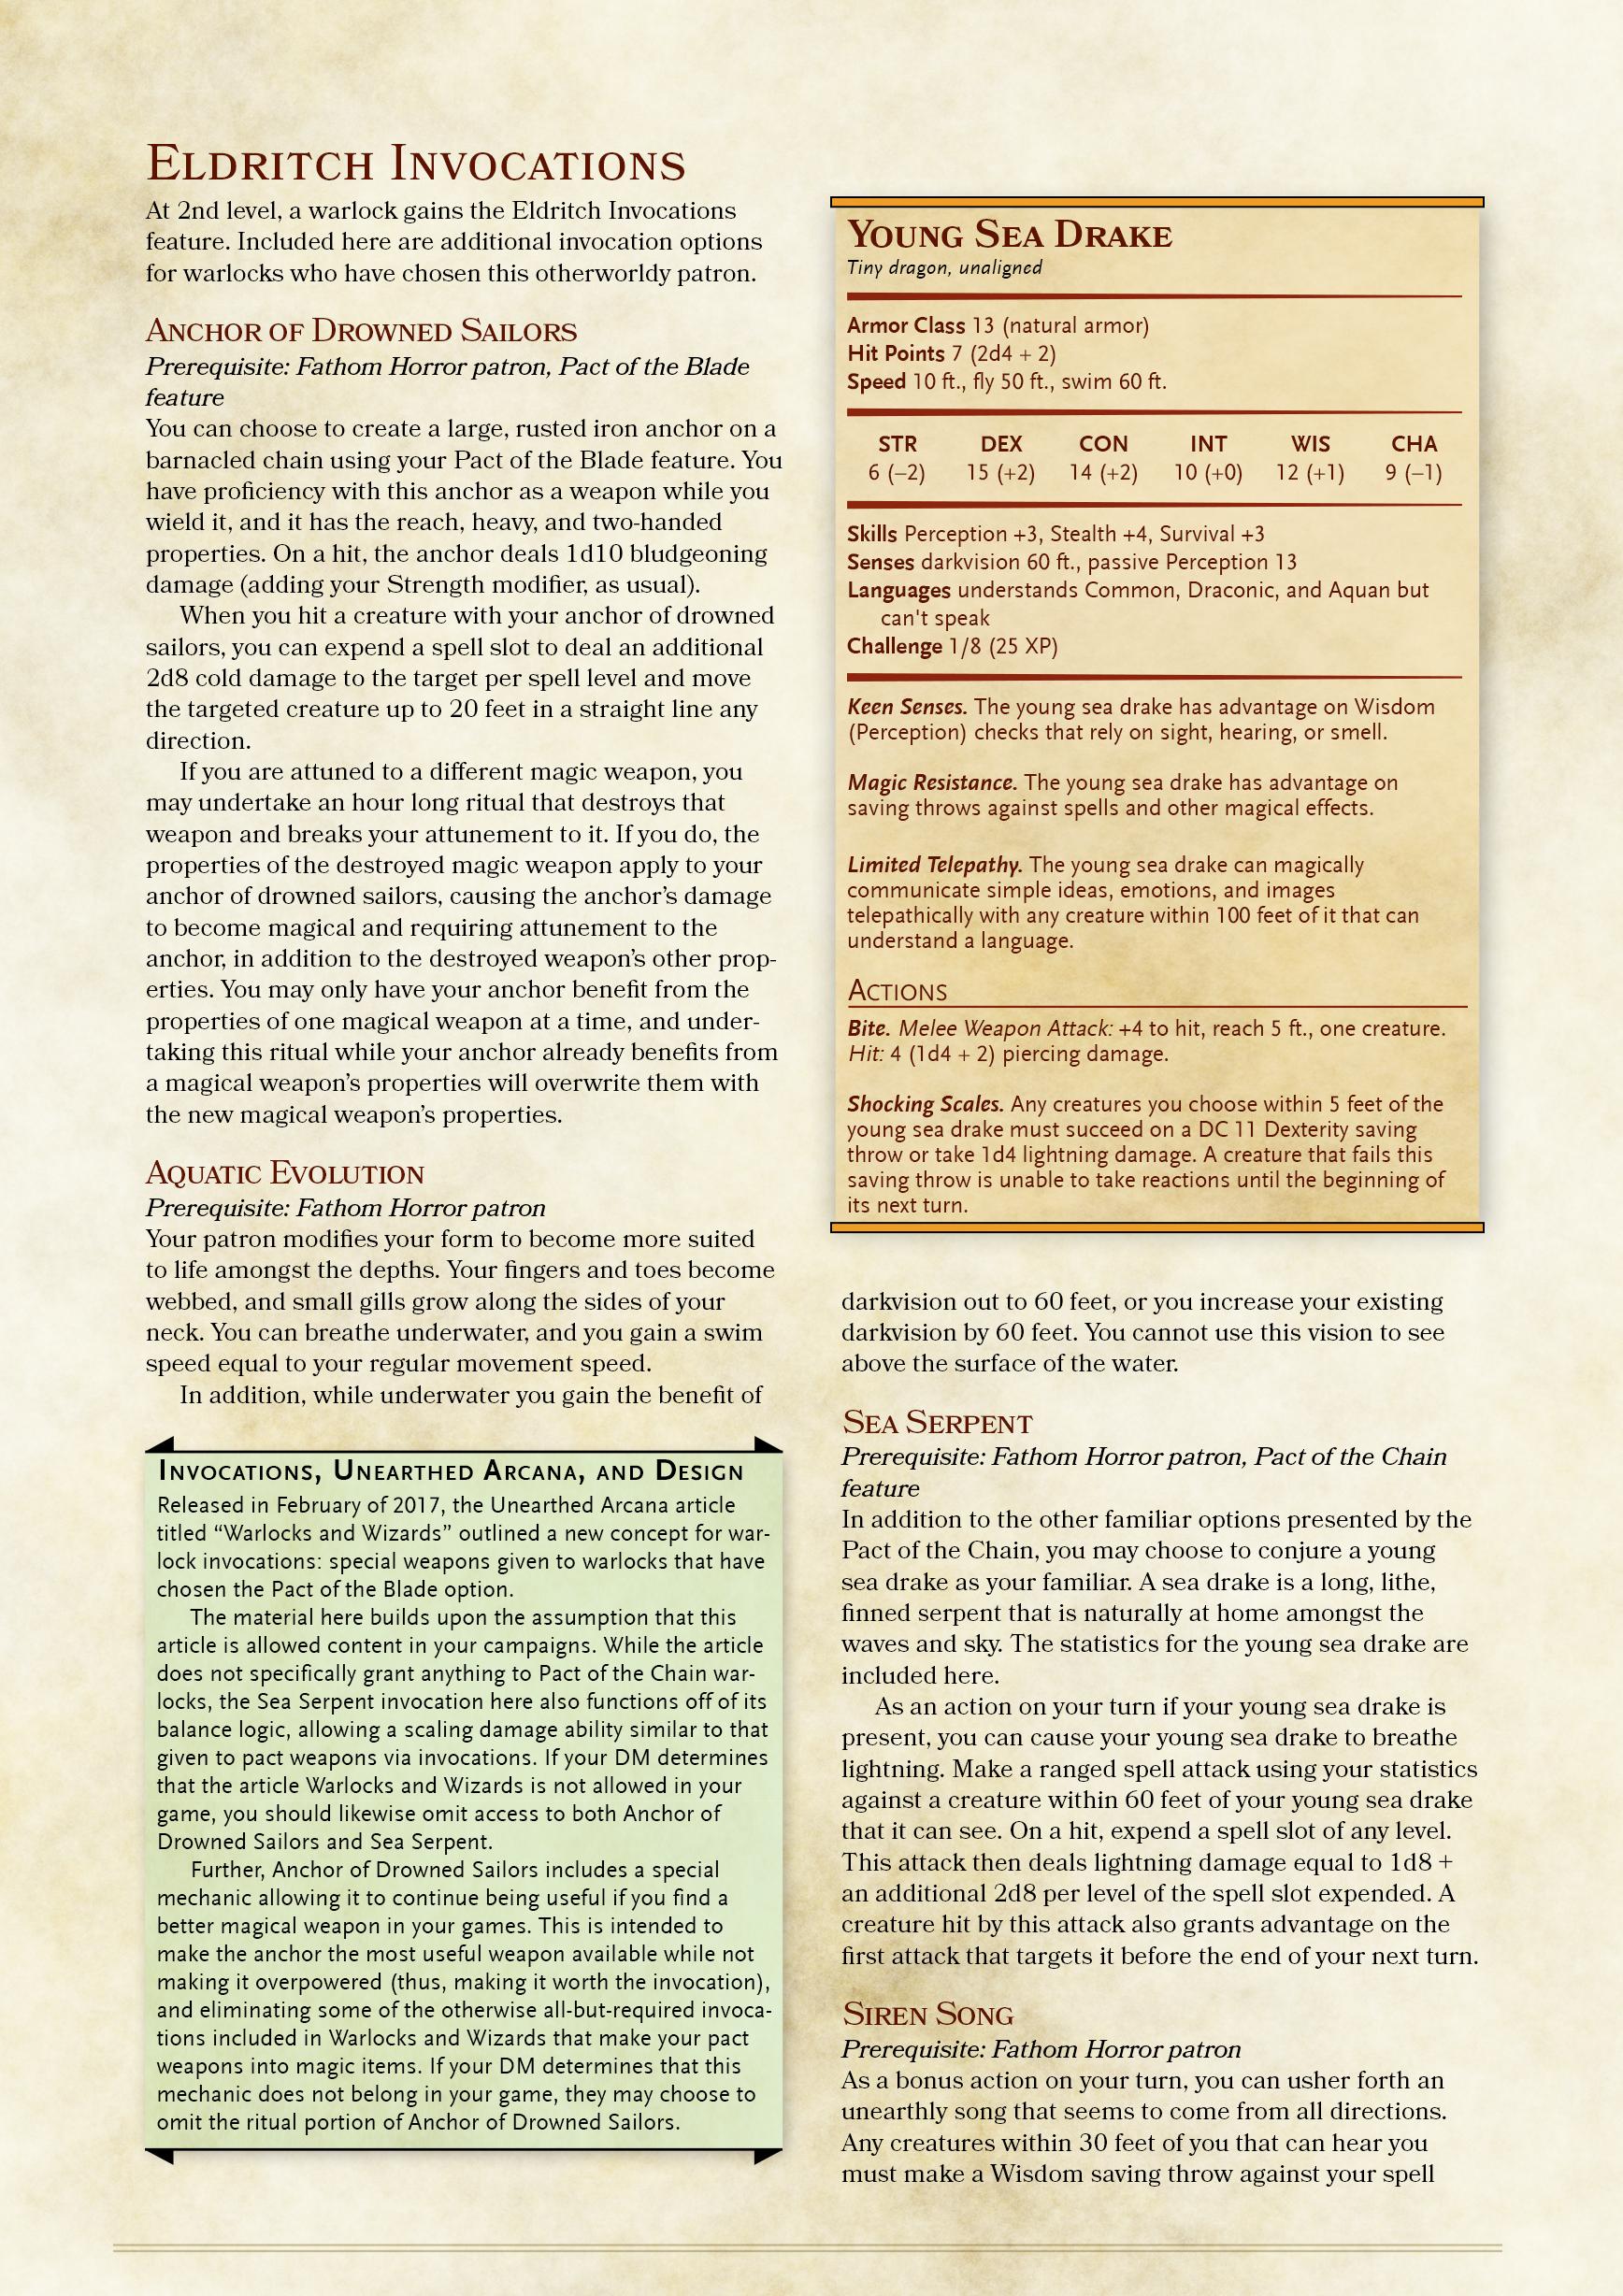 Eldritch Invocations
At 2nd level, a warlock gains the Eldritch Invocations
feature. Included here are additional invocation options
for warlocks who have chosen this otherworldy patron.
Anchor of Drowned Sailors
Prerequisite: Fathom Horror patron, Pact of the Blade
feature
You can choose to create a large, rusted iron anchor on a
barnacled chain using your Pact of the Blade feature. You
have proficiency with this anchor as a weapon while you
wield it, and it has the reach, heavy, and two-handed
properties. On a hit, the anchor deals 1d10 bludgeoning
damage (adding your Strength modifier, as usual).
When you hit a creature with your anchor of drowned
sailors, you can expend a spell slot to deal an additional
2d8 cold damage to the target per spell level and move
the targeted creature up to 20 feet in a straight line any
direction.
If you are attuned to a different magic weapon, you
may undertake an hour long ritual that destroys that
weapon and breaks your attunement to it. If you do, the
properties of the destroyed magic weapon apply to your
anchor of drowned sailors, causing the anchor's damage
to become magical and requiring attunement to the
anchor, in addition to the destroyed weapon's other prop-
erties. You may only have your anchor benefit from the
properties of one magical weapon at a time, and under-
taking this ritual while your anchor already benefits from
a magical weapon's properties will overwrite them with
the new magical weapon's properties.
Aquatic Evolution
Prerequisite: Fathom Horror patron
Your patron modifies your form to become more suited
to life amongst the depths. Your fingers and toes become
webbed, and small gills grow along the sides of your
neck. You can breathe underwater, and you gain a swim
speed equal to your regular movement speed.
In addition, while underwater you gain the benefit of
Invocations, Unearthed Arcana, and Design
Released in February of 2017, the Unearthed Arcana article
titled “Warlocks and Wizards” outlined a new concept for war-
lock invocations: special weapons given to warlocks that have
chosen the Pact of the Blade option.
The material here builds upon the assumption that this
article is allowed content in your campaigns. While the article
does not specifically grant anything to Pact of the Chain war-
locks, the Sea Serpent invocation here also functions off of its
balance logic, allowing a scaling damage ability similar to that
given to pact weapons via invocations. If your DM determines
that the article Warlocks and Wizards is not allowed in your
game, you should likewise omit access to both Anchor of
Drowned Sailors and Sea Serpent.
Further, Anchor of Drowned Sailors includes a special
mechanic allowing it to continue being useful if you find a
better magical weapon in your games. This is intended to
make the anchor the most useful weapon available while not
making it overpowered (thus, making it worth the invocation),
and eliminating some of the otherwise all-but-required invoca-
tions included in Warlocks and Wizards that make your pact
weapons into magic items. If your DM determines that this
mechanic does not belong in your game, they may choose to
omit the ritual portion of Anchor of Drowned Sailors.
Young Sea Drake
Tiny dragon, unaligned
Armor Class 13 (natural armor)
Hit Points 7 (2d4 + 2)
Speed 10 ft., fly 50 ft., swim 60 ft.
STR DEX CON INT WIS CHA
6 (–2) 15 (+2) 14 (+2) 10 (+0) 12 (+1) 9 (–1)
Skills Perception +3, Stealth +4, Survival +3
Senses darkvision 60 ft., passive Perception 13
Languages understands Common, Draconic, and Aquan but
can't speak
Challenge 1/8 (25 XP)
Keen Senses. The young sea drake has advantage on Wisdom
(Perception) checks that rely on sight, hearing, or smell.
Magic Resistance. The young sea drake has advantage on
saving throws against spells and other magical effects.
Limited Telepathy. The young sea drake can magically
communicate simple ideas, emotions, and images
telepathically with any creature within 100 feet of it that can
understand a language.
Actions
Bite. Melee Weapon Attack: +4 to hit, reach 5 ft., one creature.
Hit: 4 (1d4 + 2) piercing damage.
Shocking Scales. Any creatures you choose within 5 feet of the
young sea drake must succeed on a DC 11 Dexterity saving
throw or take 1d4 lightning damage. A creature that fails this
saving throw is unable to take reactions until the beginning of
its next turn.
darkvision out to 60 feet, or you increase your existing
darkvision by 60 feet. You cannot use this vision to see
above the surface of the water.
Sea Serpent
Prerequisite: Fathom Horror patron, Pact of the Chain
feature
In addition to the other familiar options presented by the
Pact of the Chain, you may choose to conjure a young
sea drake as your familiar. A sea drake is a long, lithe,
finned serpent that is naturally at home amongst the
waves and sky. The statistics for the young sea drake are
included here.
As an action on your turn if your young sea drake is
present, you can cause your young sea drake to breathe
lightning. Make a ranged spell attack using your statistics
against a creature within 60 feet of your young sea drake
that it can see. On a hit, expend a spell slot of any level.
This attack then deals lightning damage equal to 1d8 +
an additional 2d8 per level of the spell slot expended. A
creature hit by this attack also grants advantage on the
first attack that targets it before the end of your next turn.
Siren Song
Prerequisite: Fathom Horror patron
As a bonus action on your turn, you can usher forth an
unearthly song that seems to come from all directions.
Any creatures within 30 feet of you that can hear you
must make a Wisdom saving throw against your spell